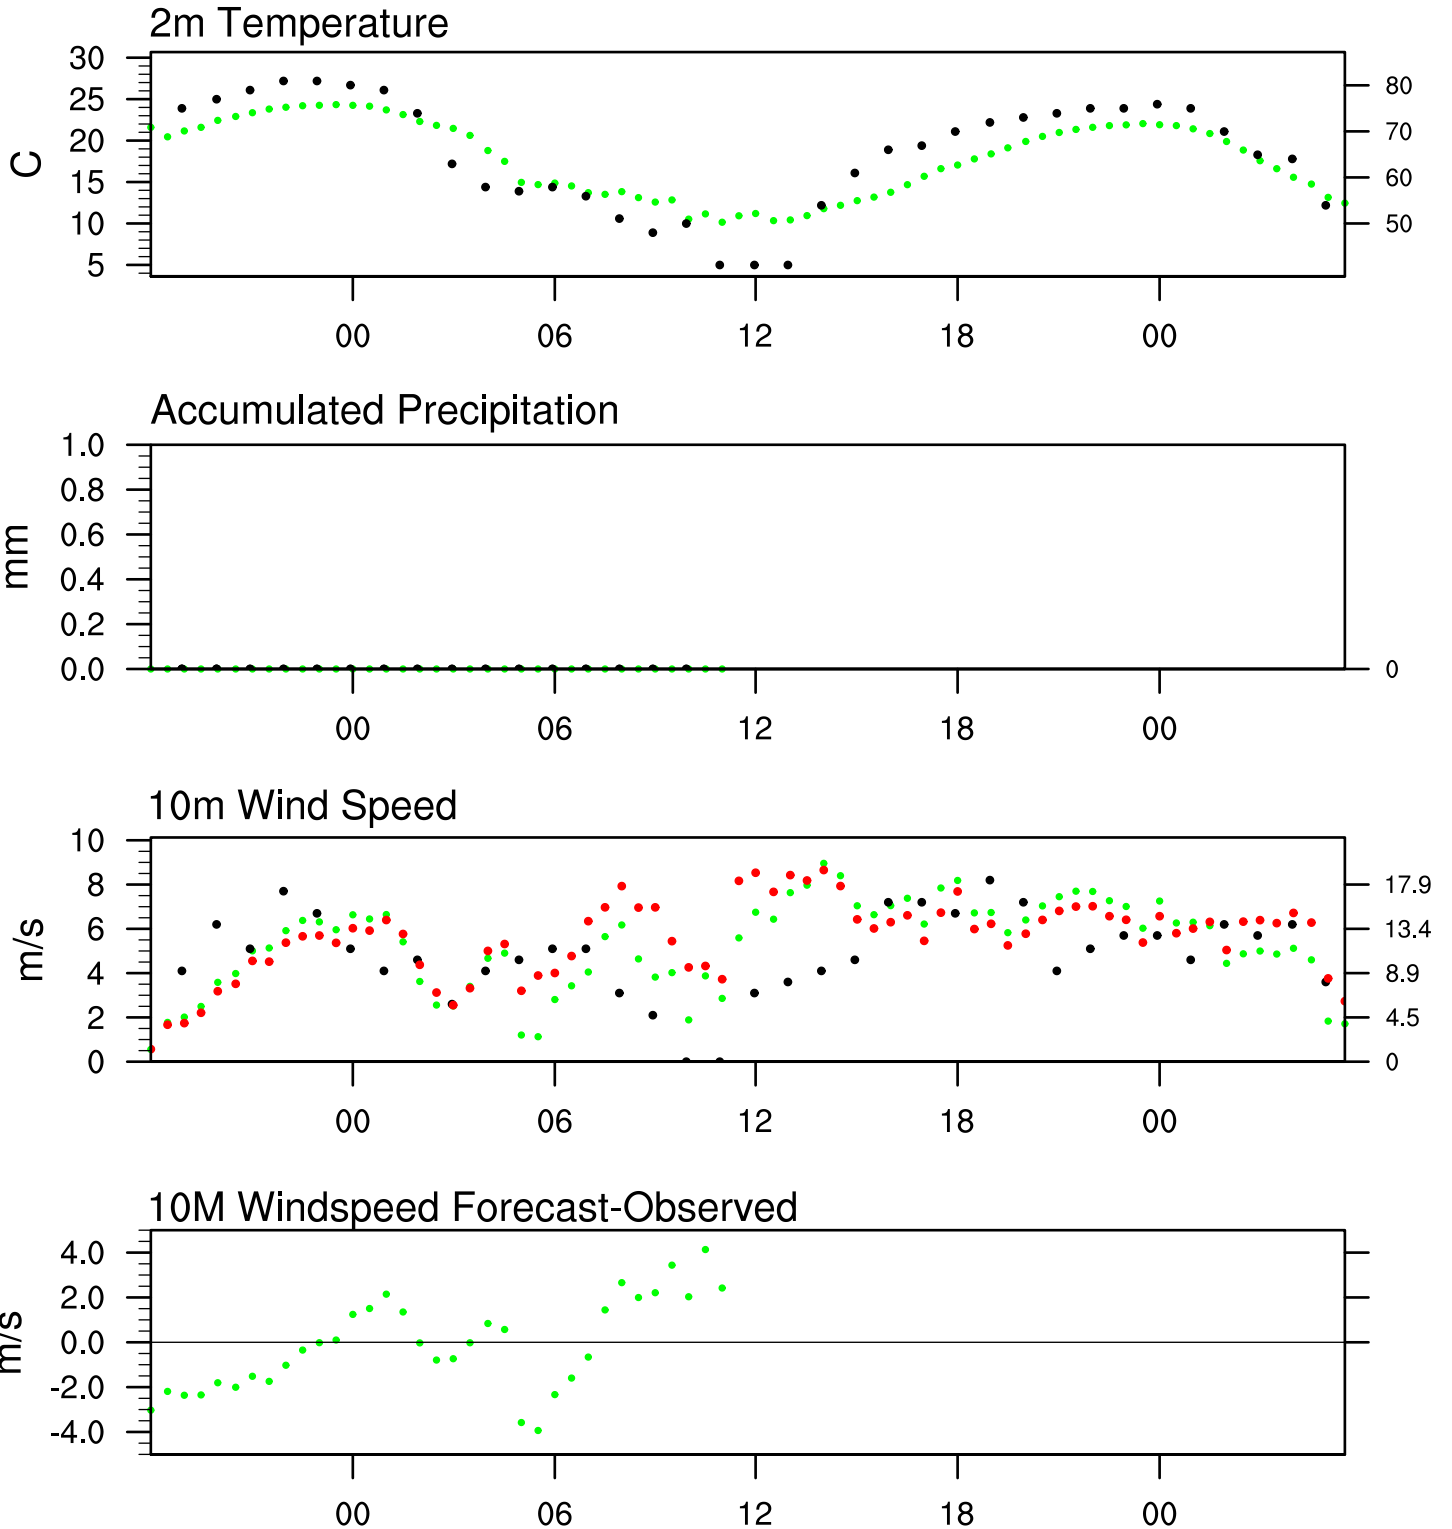 2m Temperature
30
25
20
15
10
5
C
80
70
60
50
00 06 12 18 00
Accumulated Precipitation
1.0
0.8
0.6
0.4
0.2
0.0
mm
0
00 06 12 18 00
10m Wind Speed
10
8
6
4
2
0
m/s
17.9
13.4
8.9
4.5
0
00 06 12 18 00
10M Windspeed Forecast-Observed
4.0
2.0
0.0
-2.0
-4.0
m/s
00 06 12 18 00